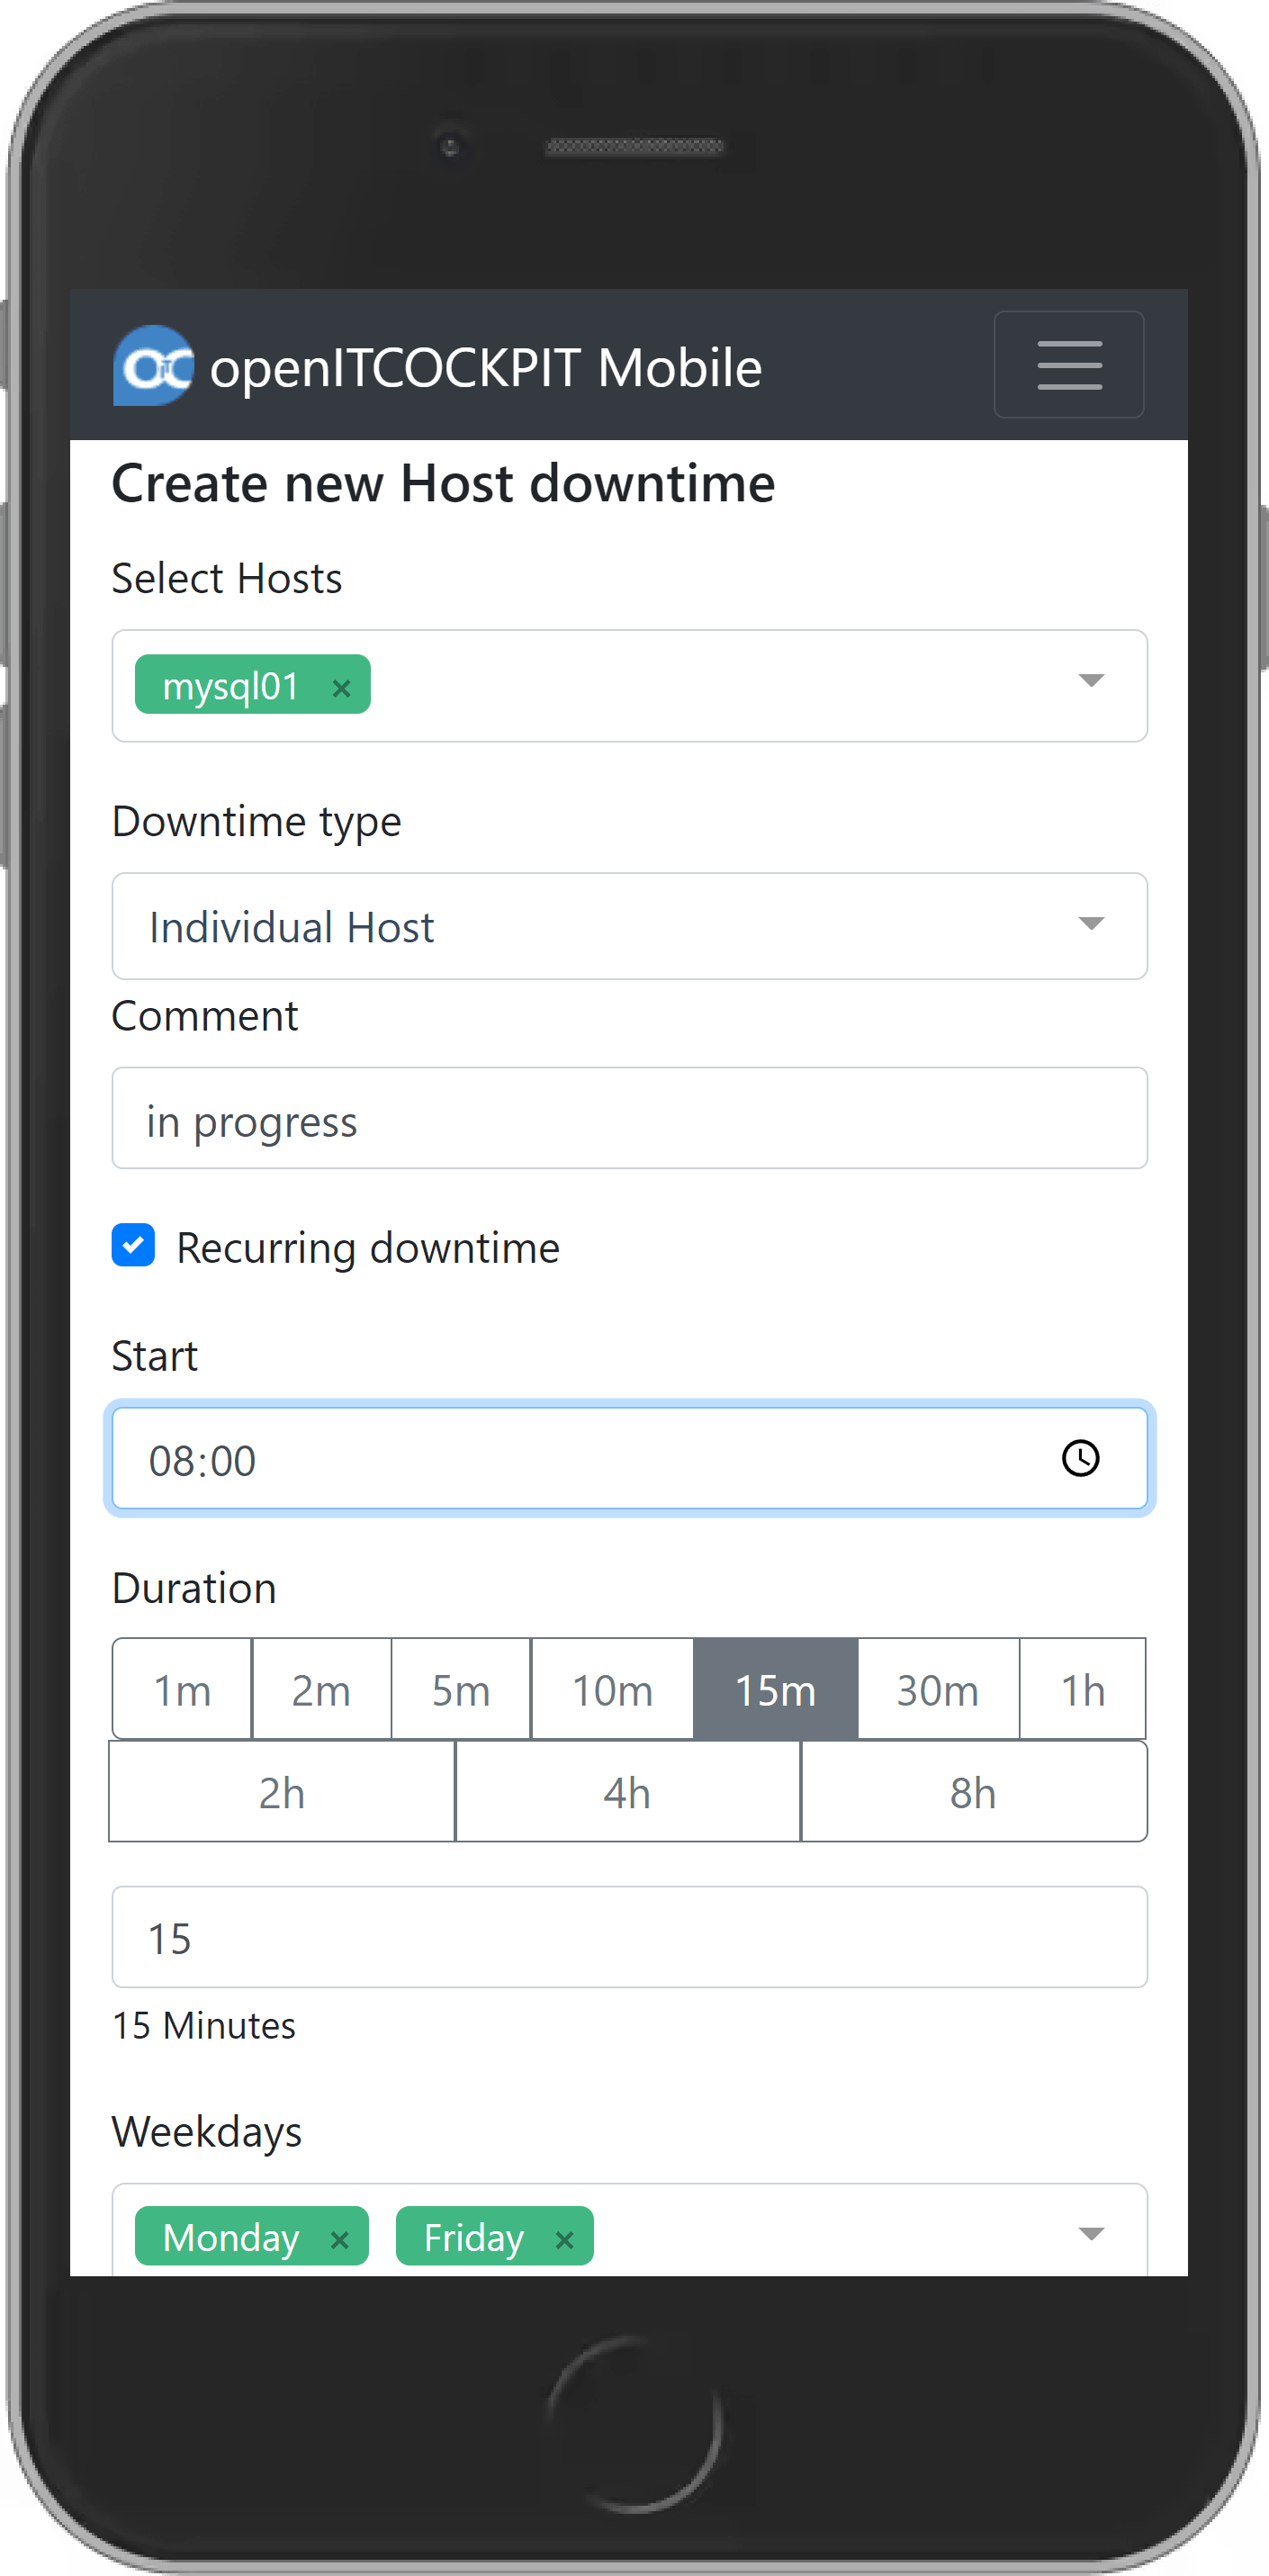 openITCOCKPIT Mobile
Create new Host downtime
Select Hosts
mysql01 ×
Downtime type
Individual Host
Comment
in progress
Recurring downtime
Start
08:00
Duration
1m 2m 5m 10m 15m 30m 1h
2h 4h 8h
15
15 Minutes
Weekdays
Monday × Friday ×